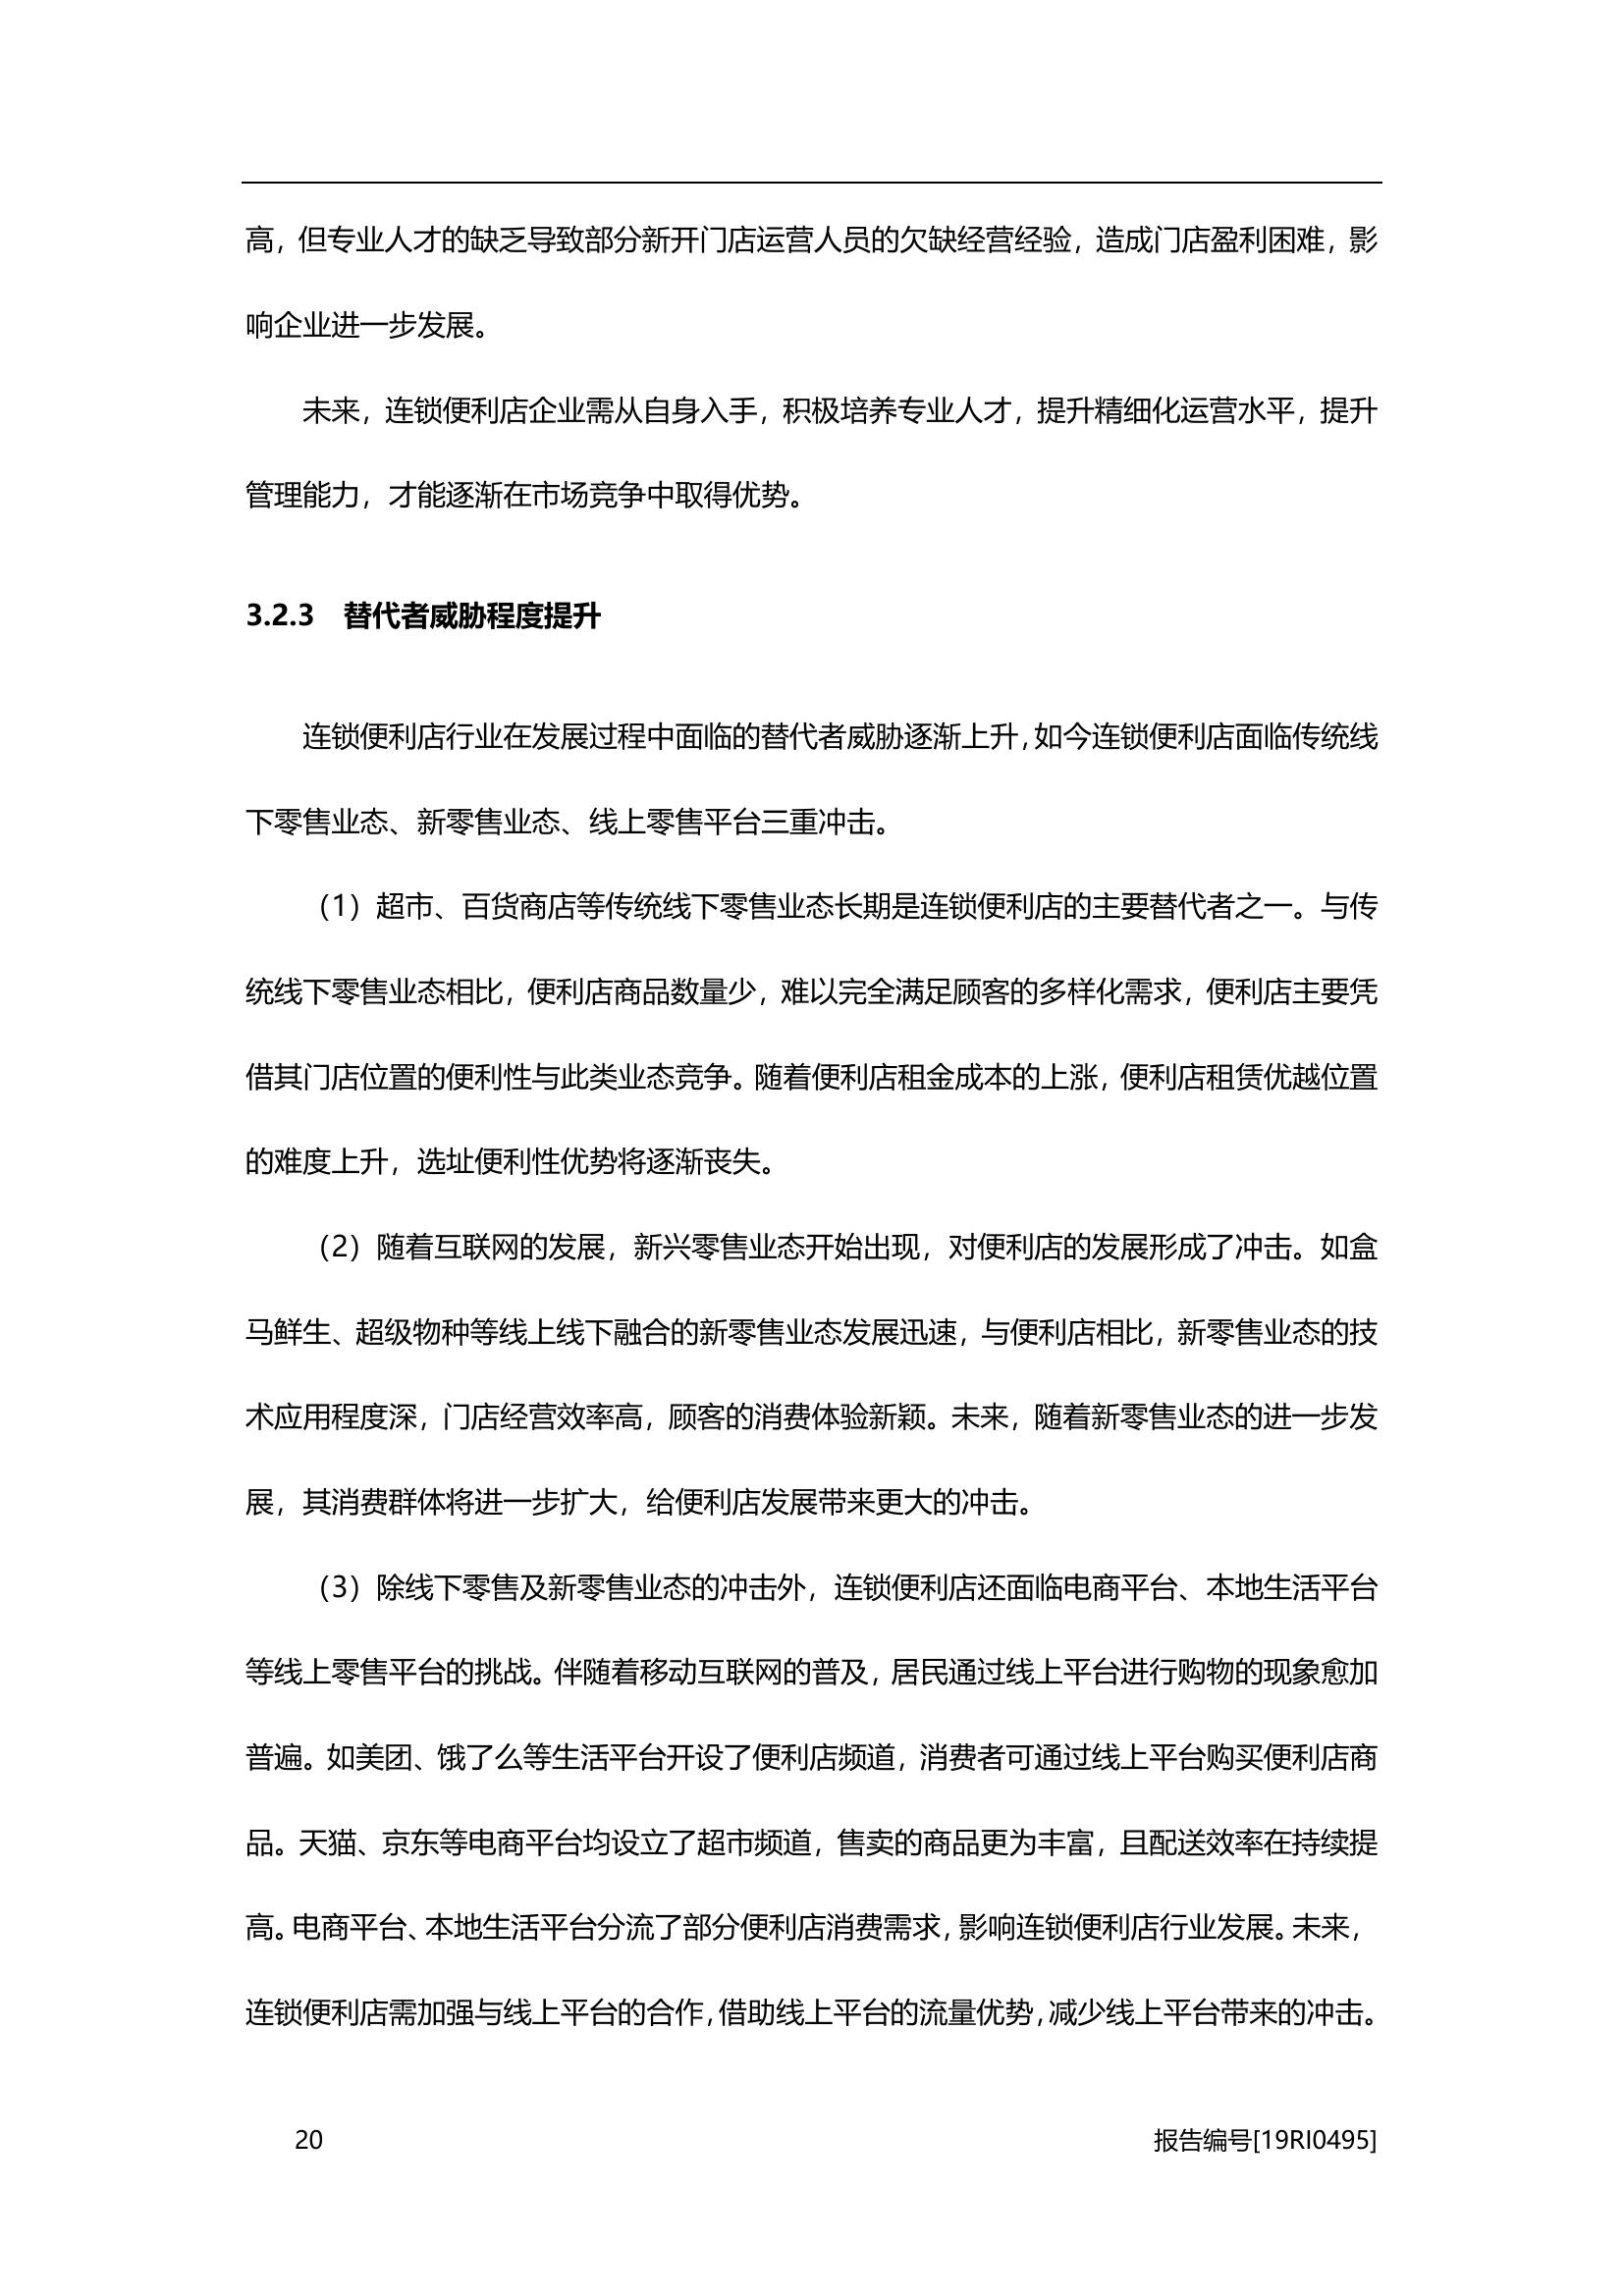 高，但专业人才的缺乏导致部分新开门店运营人员的欠缺经营经验，造成门店盈利困难，影
响企业进一步发展。
未来，连锁便利店企业需从自身入手，积极培养专业人才，提升精细化运营水平，提升
管理能力，才能逐渐在市场竞争中取得优势。
3.2.3 替代者威胁程度提升
连锁便利店行业在发展过程中面临的替代者威胁逐渐上升，如今连锁便利店面临传统线
下零售业态、新零售业态、线上零售平台三重冲击。
（1）超市、百货商店等传统线下零售业态长期是连锁便利店的主要替代者之一。与传
统线下零售业态相比，便利店商品数量少，难以完全满足顾客的多样化需求，便利店主要凭
借其门店位置的便利性与此类业态竞争。随着便利店租金成本的上涨，便利店租赁优越位置
的难度上升，选址便利性优势将逐渐丧失。
（2）随着互联网的发展，新兴零售业态开始出现，对便利店的发展形成了冲击。如盒
马鲜生、超级物种等线上线下融合的新零售业态发展迅速，与便利店相比，新零售业态的技
术应用程度深，门店经营效率高，顾客的消费体验新颖。未来，随着新零售业态的进一步发
展，其消费群体将进一步扩大，给便利店发展带来更大的冲击。
（3）除线下零售及新零售业态的冲击外，连锁便利店还面临电商平台、本地生活平台
等线上零售平台的挑战。伴随着移动互联网的普及，居民通过线上平台进行购物的现象愈加
普遍。如美团、饿了么等生活平台开设了便利店频道，消费者可通过线上平台购买便利店商
品。天猫、京东等电商平台均设立了超市频道，售卖的商品更为丰富，且配送效率在持续提
高。电商平台、本地生活平台分流了部分便利店消费需求，影响连锁便利店行业发展。未来，
连锁便利店需加强与线上平台的合作，借助线上平台的流量优势，减少线上平台带来的冲击。
20 报告编号[19RI0495]